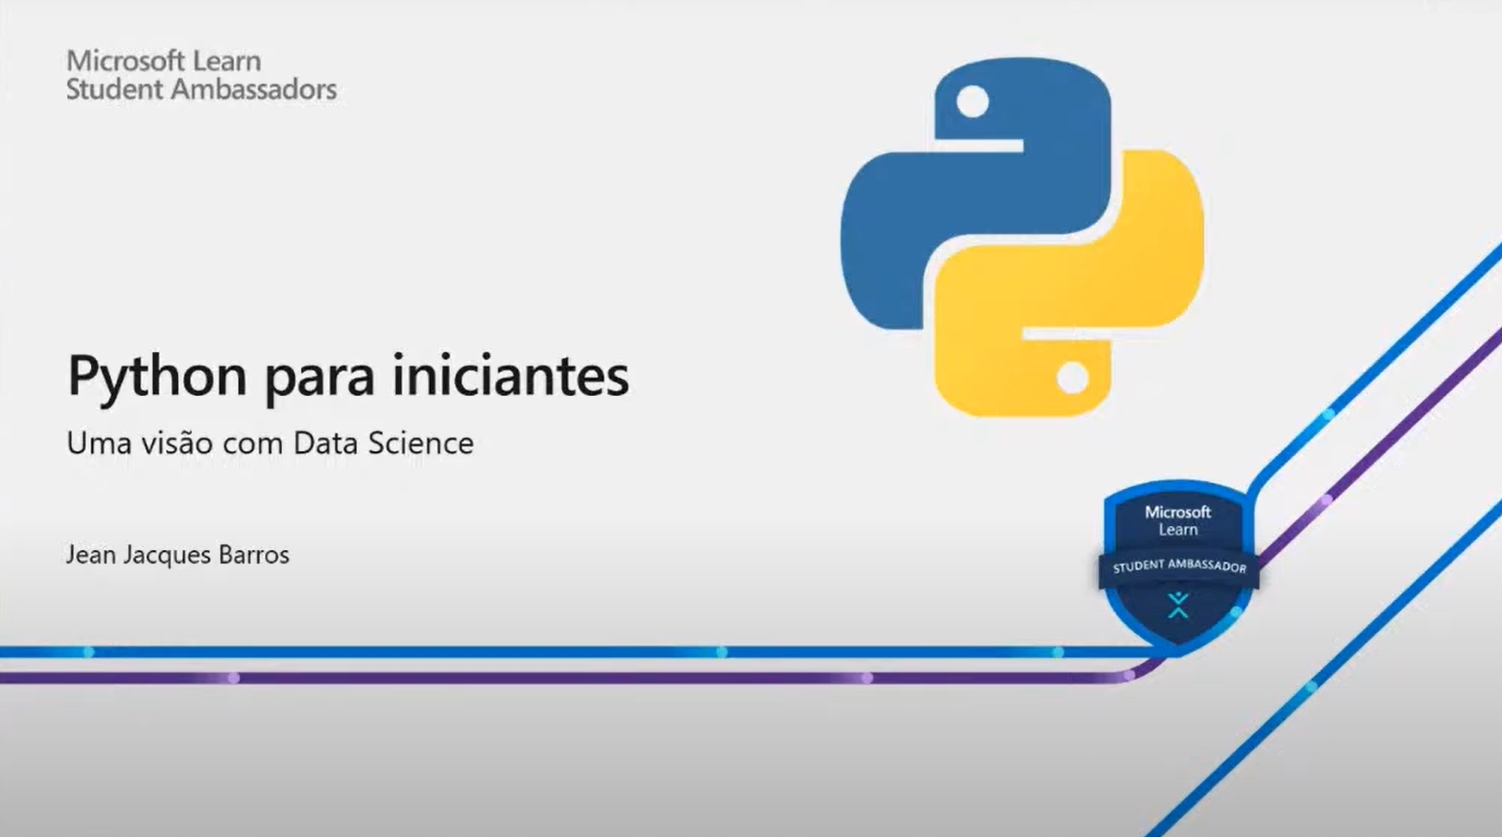 Microsoft Learn
Student Ambassadors
Python para iniciantes
Uma visão com Data Science
Jean Jacques Barros
Microsoft
Learn
STUDENT AMBASSADOR